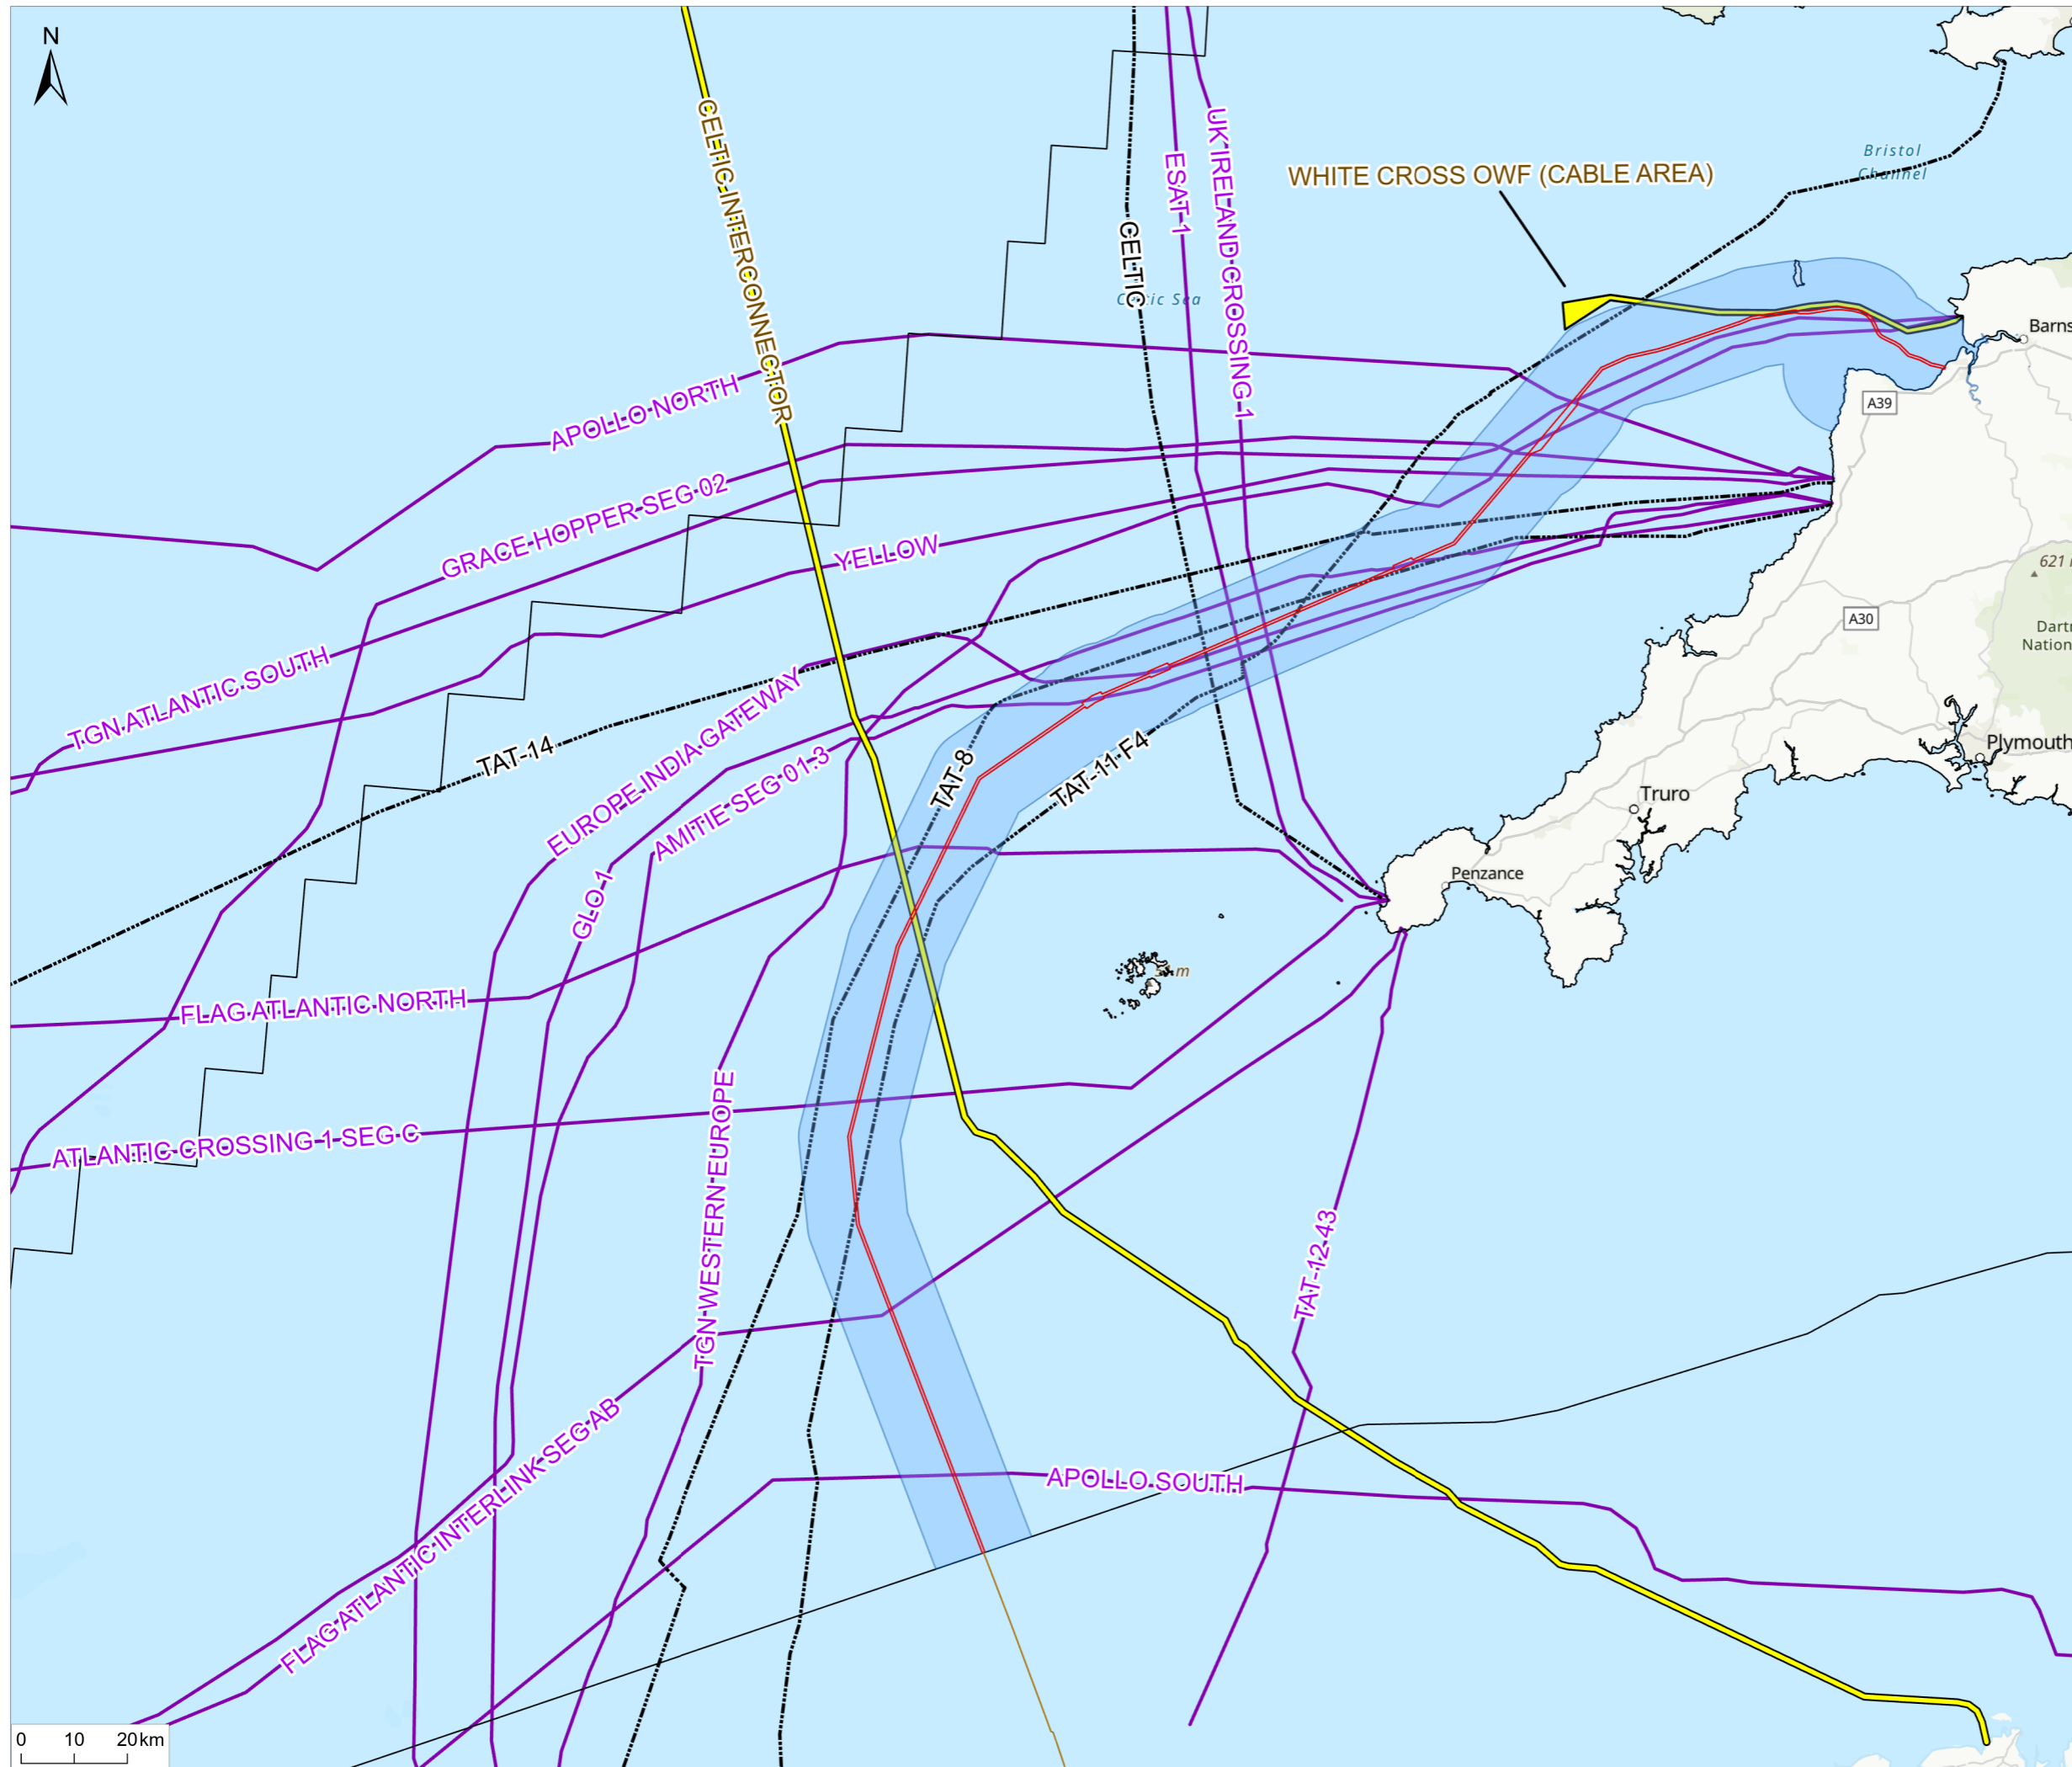 N
CELTIC INTERCONNECTOR
CELTIC
ESAT 1
UK IRELAND CROSSING 1
WHITE CROSS OWF (CABLE AREA)
Bristol
Channel
Celtic Sea
Barns
A39
APOLLO NORTH
GRACE HOPPER SEG 02
YELLOW
TGN ATLANTIC SOUTH
TAT-14
EUROPE INDIA GATEWAY
AMITIE SEG 01.3
GLO 1
TAT-8
TAT-11 F4
621
A30
Dart
Nation
Plymouth
Truro
Penzance
FLAG ATLANTIC NORTH
ATLANTIC CROSSING 1 SEG C
TGN WESTERN EUROPE
TAT-12 43
FLAG ATLANTIC INTERLINK SEG AB
APOLLO SOUTH
0 10 20 km